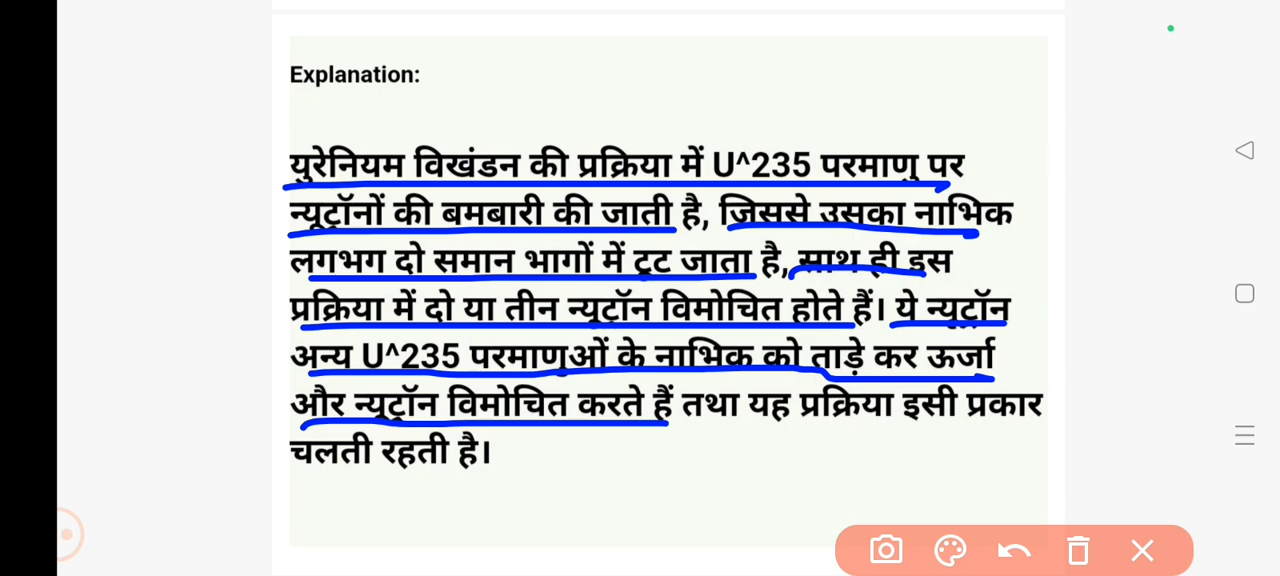 Explanation:
युरेनियम विखंडन की प्रक्रिया में U^235 परमाणु पर
न्यूट्रॉनों की बमबारी की जाती है, जिससे उसका नाभिक
लगभग दो समान भागों में टूट जाता है, साथ ही इस
प्रक्रिया में दो या तीन न्यूट्रॉन विमोचित होते हैं। ये न्यूट्रॉन
अन्य U^235 परमाणुओं के नाभिक को ताड़े कर ऊर्जा
और न्यूट्रॉन विमोचित करते हैं तथा यह प्रक्रिया इसी प्रकार
चलती रहती है।